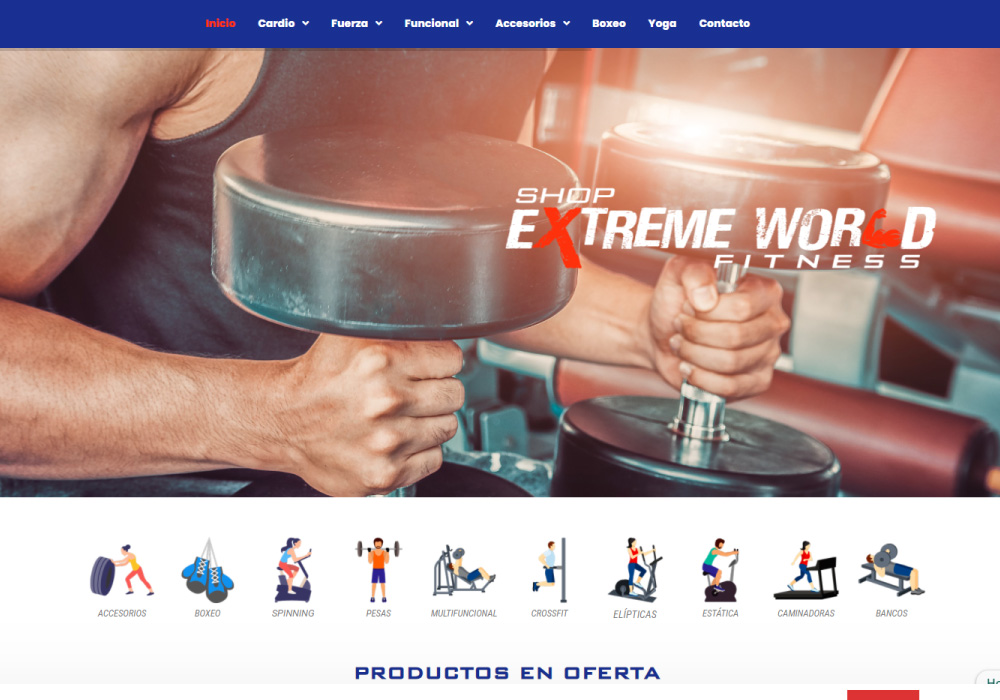 Inicio Cardio Fuerza Funcional Accesorios Boxeo Yoga Contacto
SHOP
EXTREME WORLD
FITNESS
ACCESORIOS BOXEO SPINNING PESAS MULTIFUNCIONAL CROSSFIT ELÍPTICAS ESTÁTICA CAMINADORAS BANCOS
PRODUCTOS EN OFERTA